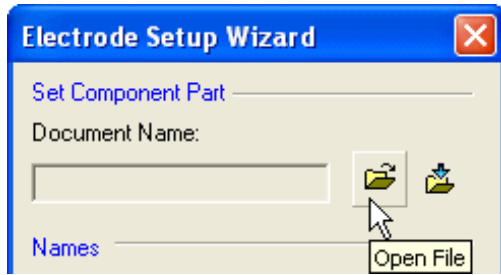 Electrode Setup Wizard
Set Component Part
Document Name:
Names
Open File